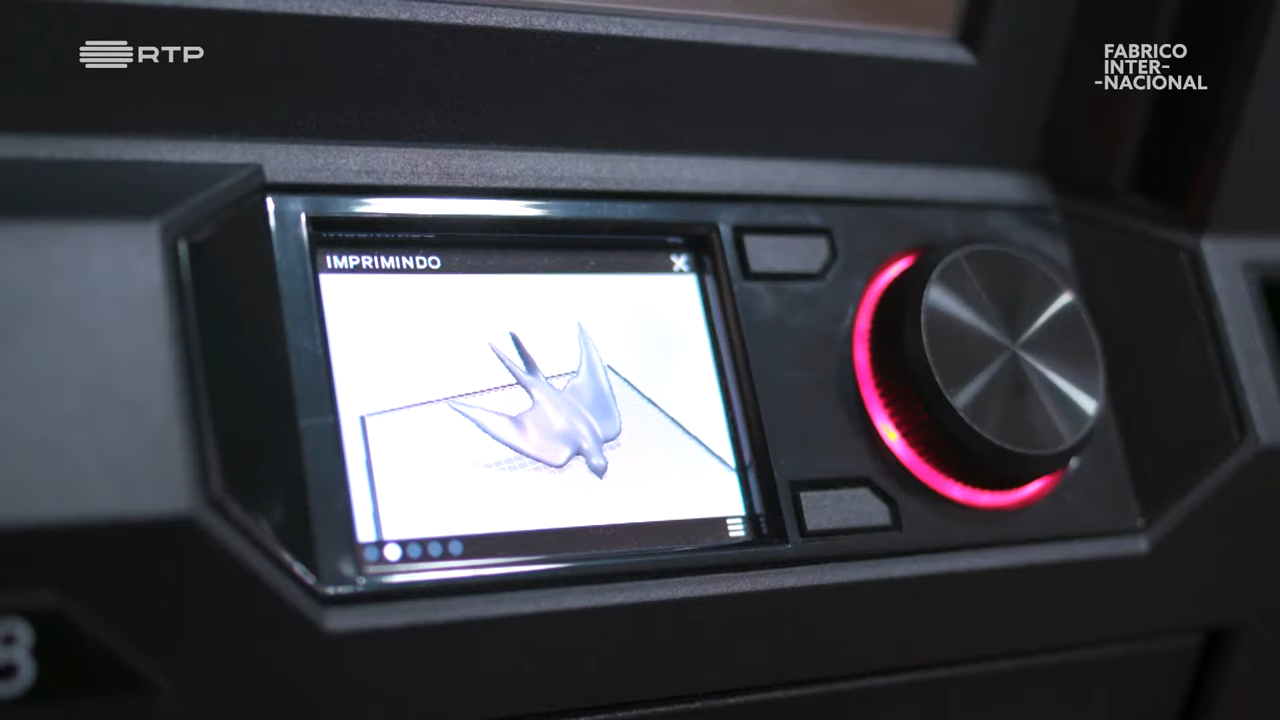 RTP
FABRICO
INTER-
-NACIONAL
IMPRIMINDO